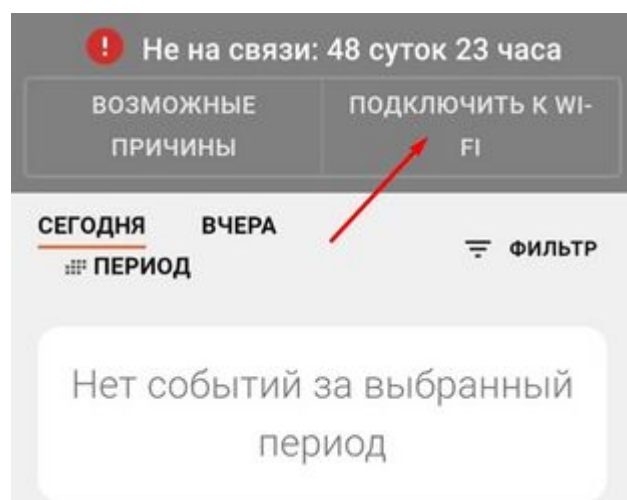 Не на связи: 48 суток 23 часа
ВОЗМОЖНЫЕ
ПРИЧИНЫ
ПОДКЛЮЧИТЬ К WI-
FI
СЕГОДНЯ ВЧЕРА
ПЕРИОД
ФИЛЬТР
Нет событий за выбранный
период